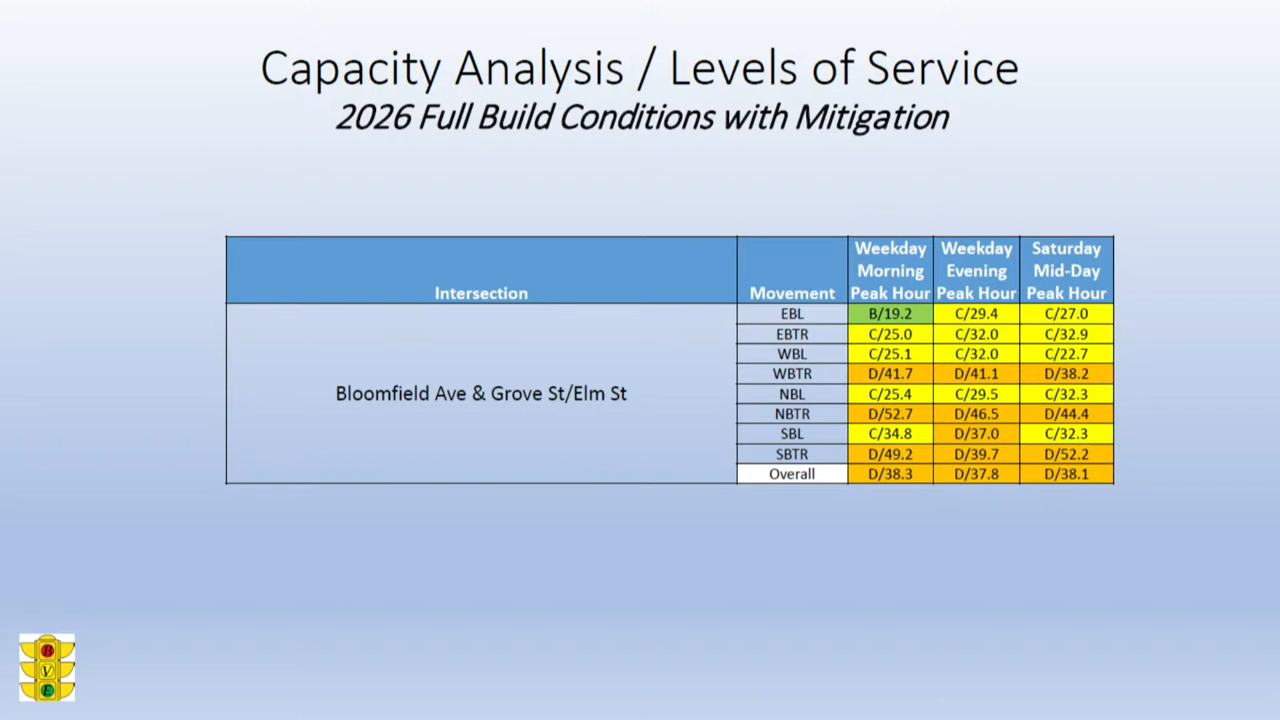 Capacity Analysis / Levels of Service
2026 Full Build Conditions with Mitigation
Intersection Movement Weekday Morning Peak Hour Weekday Evening Peak Hour Saturday Mid-Day Peak Hour
Bloomfield Ave & Grove St/Elm St
EBL B/19.2 C/29.4 C/27.0
EBTR C/25.0 C/32.0 C/32.9
WBL C/25.1 C/32.0 C/22.7
WBTR D/41.7 D/41.1 D/38.2
NBL C/25.4 C/29.5 C/32.3
NBTR D/52.7 D/46.5 D/44.4
SBL C/34.8 D/37.0 C/32.3
SBTR D/49.2 D/39.7 D/52.2
Overall D/38.3 D/37.8 D/38.1
B
V
E